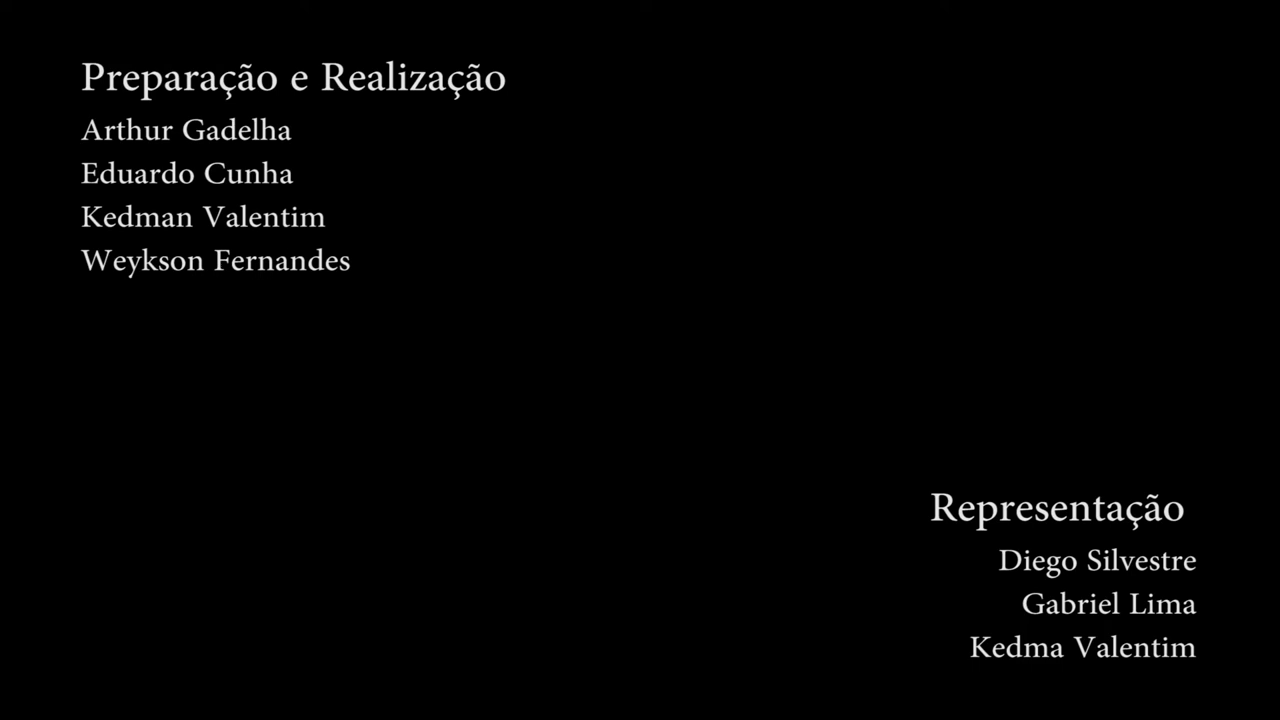 Preparação e Realização
Arthur Gadelha
Eduardo Cunha
Kedman Valentim
Weykson Fernandes
Representação
Diego Silvestre
Gabriel Lima
Kedma Valentim